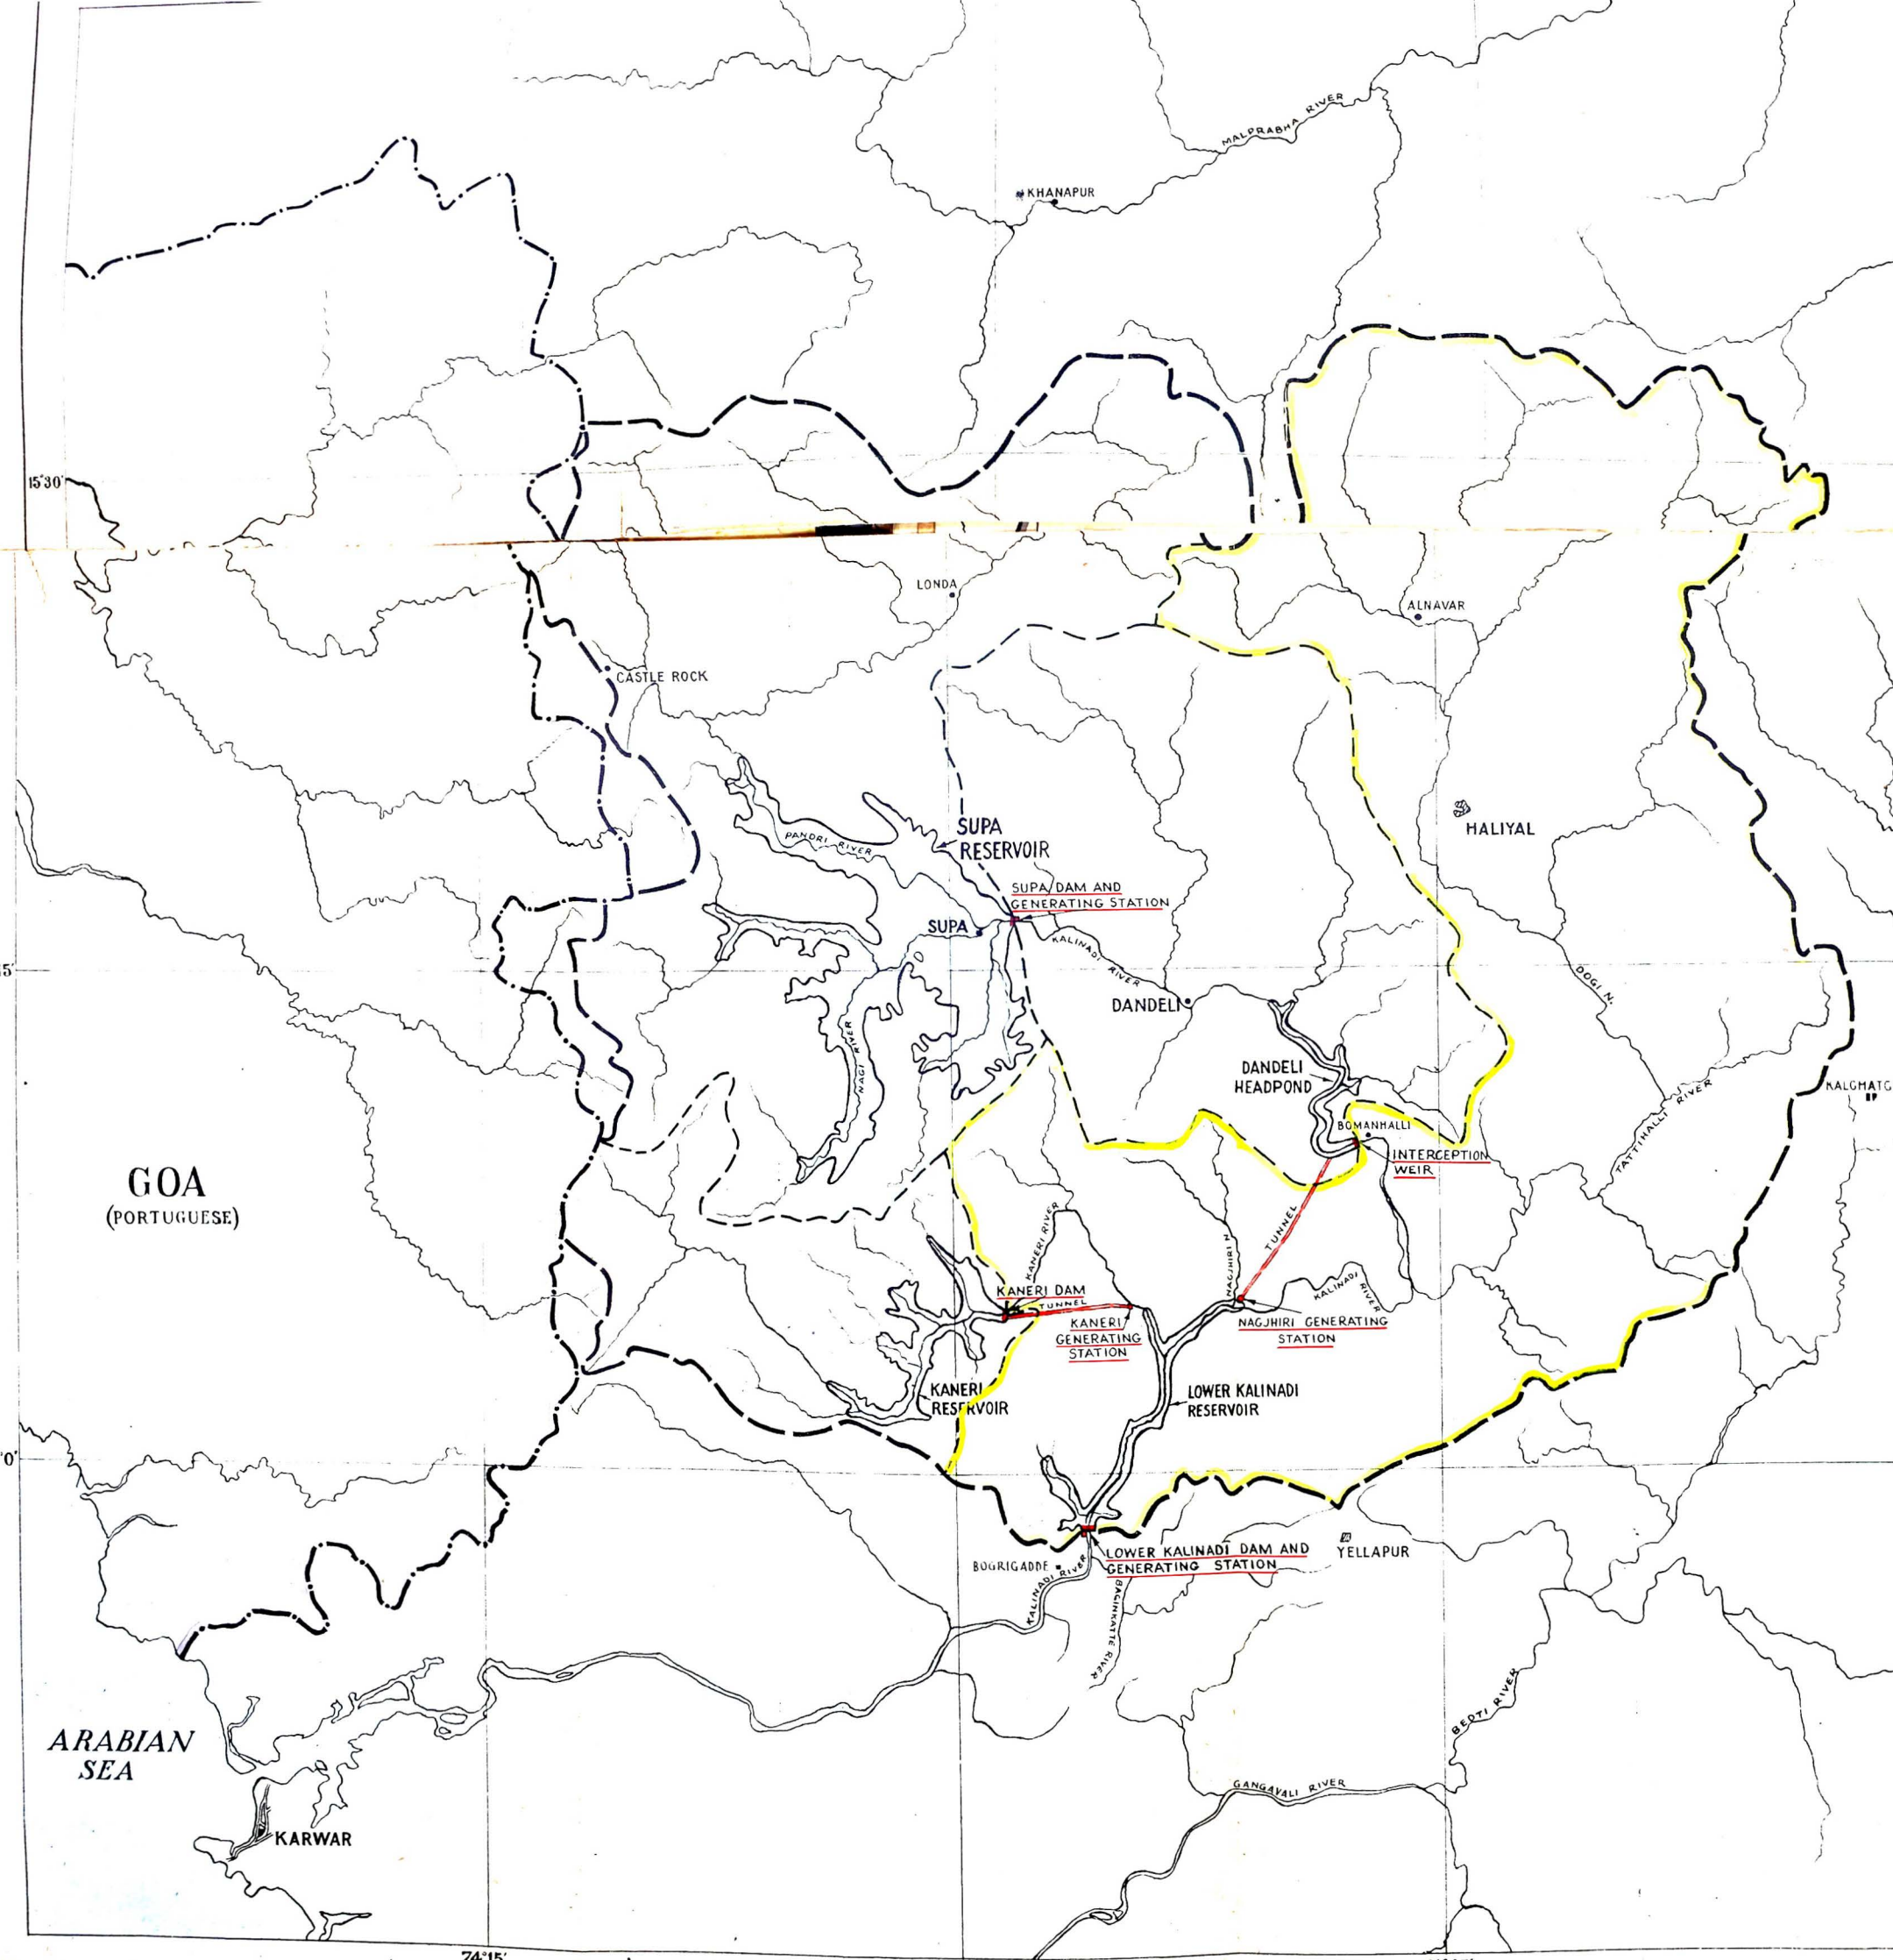 MALPRABHA RIVER
KHANAPUR
15°30'
LONDA
ALNAVAR
CASTLE ROCK
HALIYAL
PANDRI RIVER
SUPA
RESERVOIR
SUPA DAM AND
GENERATING STATION
SUPA
KALINADI RIVER
DANDELI
DOGI N.
NAGI RIVER
DANDELI
HEADPOND
KALGHATG
TATTIHALLI RIVER
BOMANHALLI
INTERCEPTION
WEIR
GOA
(PORTUGUESE)
TUNNEL
KANERI RIVER
NAGJHIRI N.
KALINADI
RIVER
KANERI DAM
TUNNEL
KANERI
GENERATING
STATION
NAGJHIRI GENERATING
STATION
KANERI
RESERVOIR
LOWER KALINADI
RESERVOIR
YELLAPUR
LOWER KALINADI DAM AND
GENERATING STATION
BOGRIGADDE
KALINADI RIVER
BAGINKATTE RIVER
BEDTI RIVER
ARABIAN
SEA
GANGAVALI RIVER
KARWAR
74°15'